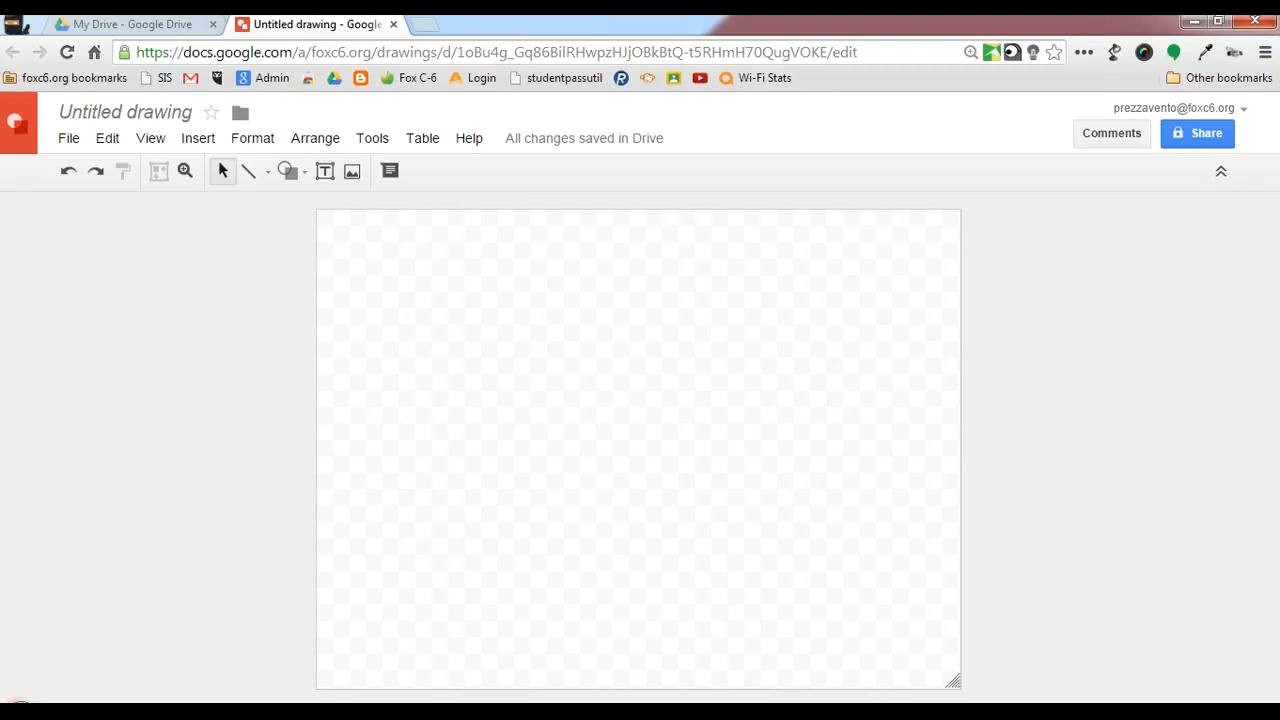 My Drive - Google Drive
Untitled drawing - Google
https://docs.google.com/a/foxc6.org/drawings/d/1oBu4g_Gq86BilRHwpzHJjOBkBtQ-t5RHmH70QugVOKE/edit
foxc6.org bookmarks SIS Admin Fox C-6 Login studentpassutil Wi-Fi Stats Other bookmarks
Untitled drawing
prezzavento@foxc6.org
File Edit View Insert Format Arrange Tools Table Help All changes saved in Drive
Comments Share